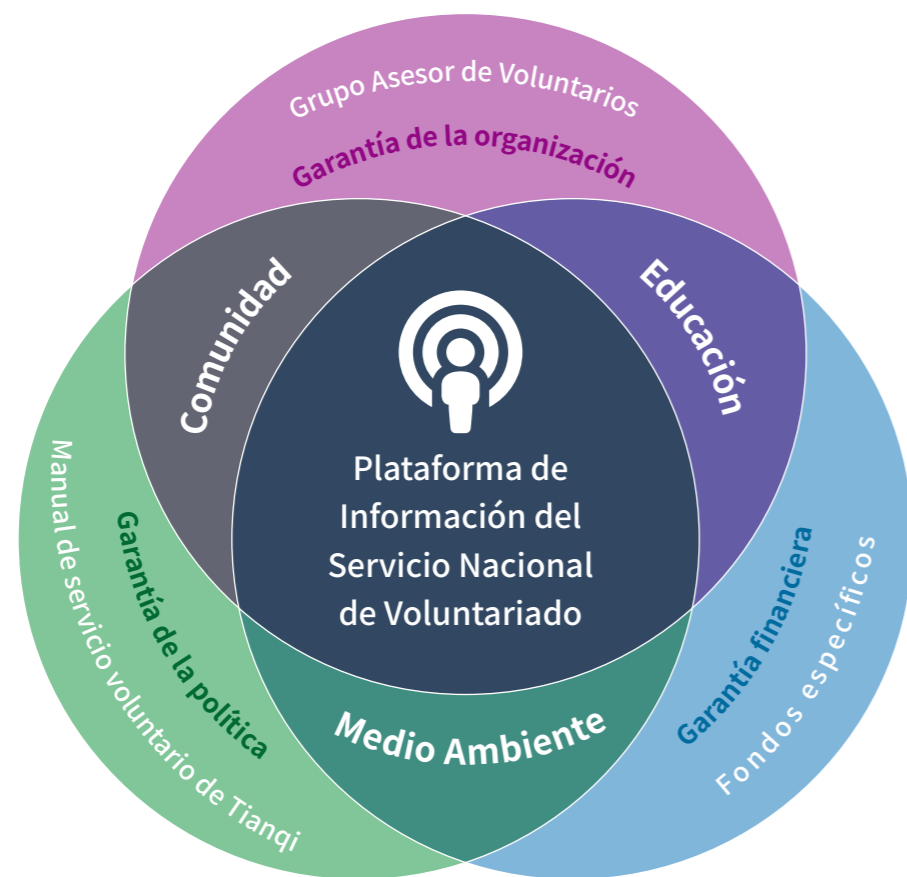 Grupo Asesor de Voluntarios
Garantía de la organización
Comunidad
Educación
Plataforma de
Información del
Servicio Nacional
de Voluntariado
Manual de servicio voluntario de Tianqi
Garantía de la política
Medio Ambiente
Garantía financiera
Fondos específicos